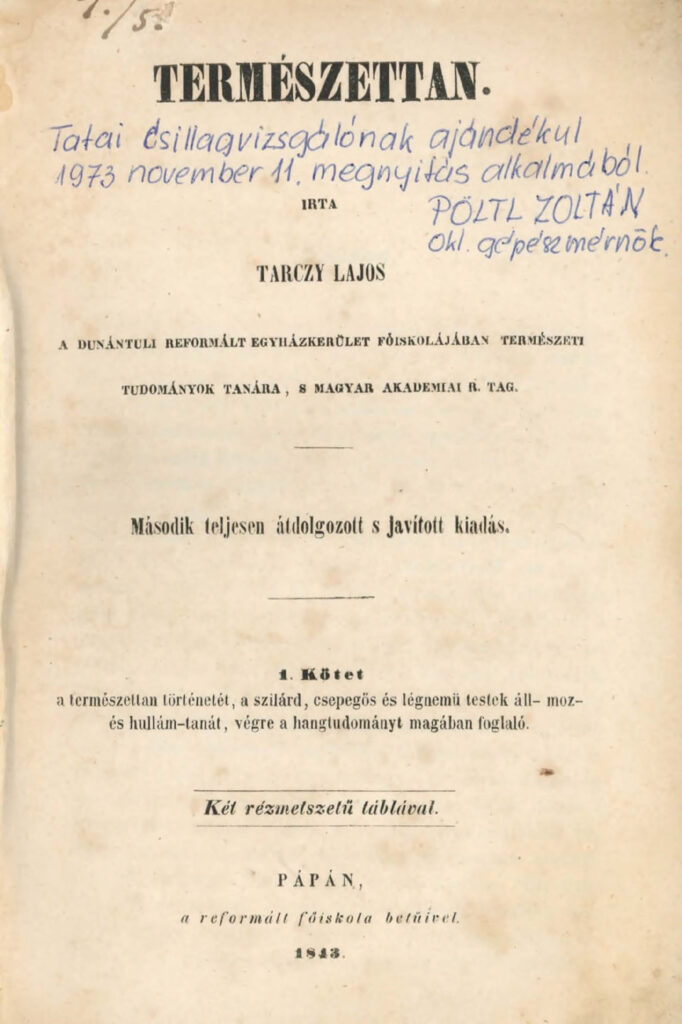 1./5.
TERMÉSZETTAN.
Tatai Csillagvizsgálónak ajándékul
1973 november 11. megnyitás alkalmából.
IRTA
PÖLTL ZOLTÁN
okl. gépészmérnök.
TARCZY LAJOS
A DUNÁNTULI REFORMÁLT EGYHÁZKERÜLET FŐISKOLÁJÁBAN TERMÉSZETI
TUDOMÁNYOK TANÁRA, S MAGYAR AKADEMIAI R. TAG.
Második teljesen átdolgozott s javított kiadás.
1. Kötet
a természettan történetét, a szilárd, csepegős és légnemü testek áll- moz-
és hullám-tanát, végre a hangtudományt magában foglaló.
Két rézmetszetű táblával.
PÁPÁN,
a reformált főiskola betűivel.
1843.